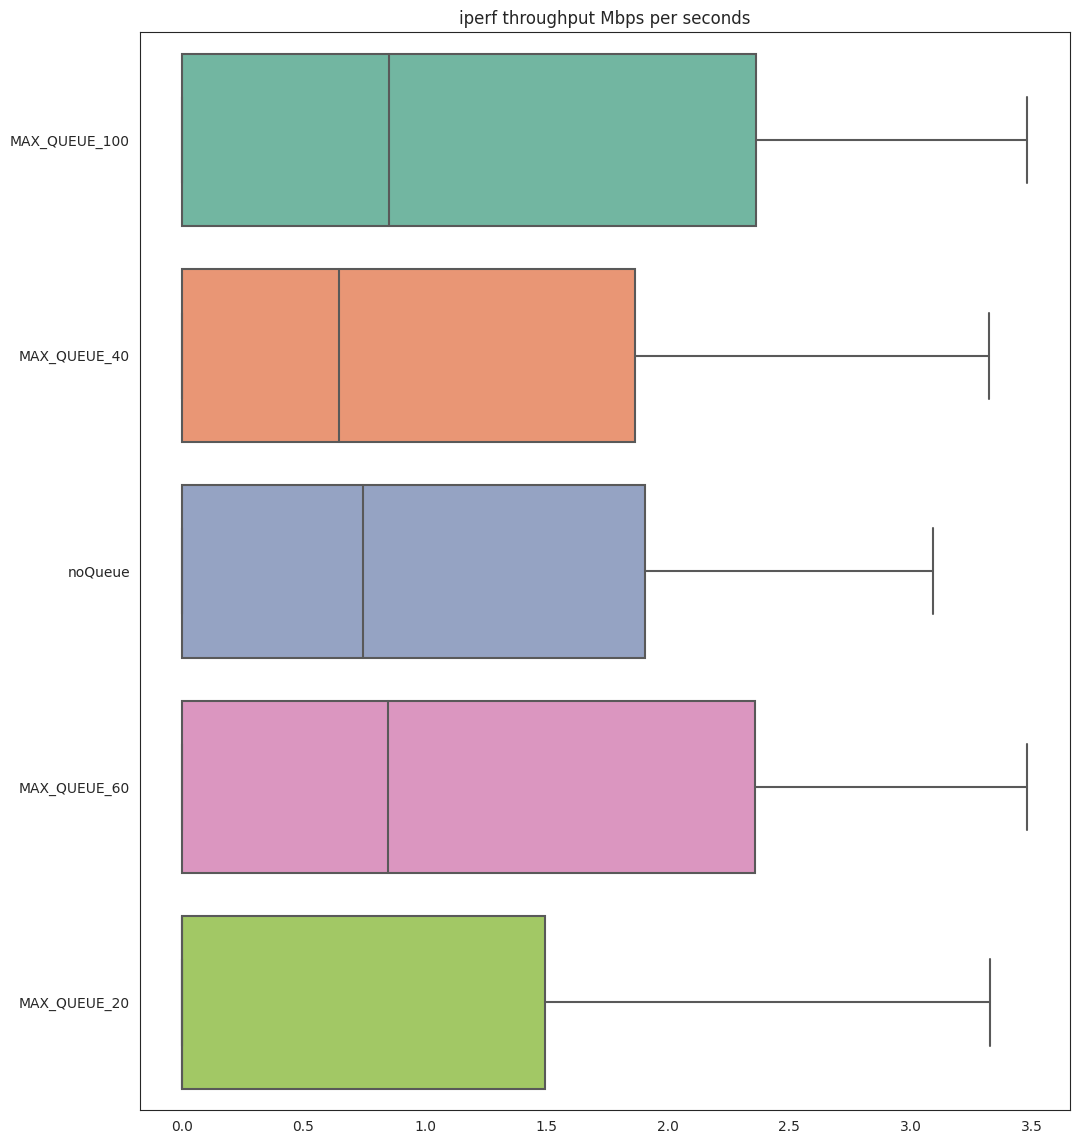 iperf throughput Mbps per seconds
MAX_QUEUE_100
MAX_QUEUE_40
noQueue
MAX_QUEUE_60
MAX_QUEUE_20
0.0 0.5 1.0 1.5 2.0 2.5 3.0 3.5